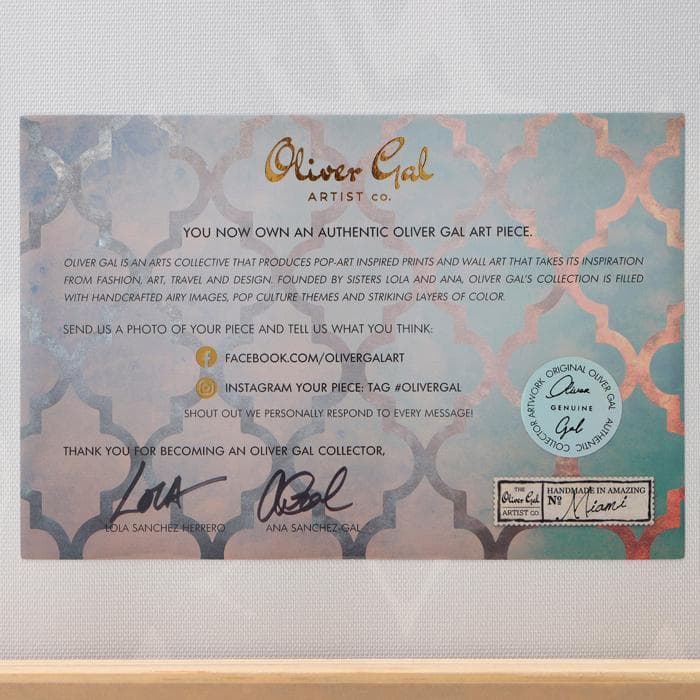 Oliver Gal
ARTIST CO.
YOU NOW OWN AN AUTHENTIC OLIVER GAL ART PIECE.
OLIVER GAL IS AN ARTS COLLECTIVE THAT PRODUCES POP-ART INSPIRED PRINTS AND WALL ART THAT TAKES ITS INSPIRATION
FROM FASHION, ART, TRAVEL AND DESIGN. FOUNDED BY SISTERS LOLA AND ANA, OLIVER GAL'S COLLECTION IS FILLED
WITH HANDCRAFTED AIRY IMAGES, POP CULTURE THEMES AND STRIKING LAYERS OF COLOR.
SEND US A PHOTO OF YOUR PIECE AND TELL US WHAT YOU THINK:
FACEBOOK.COM/OLIVERGALART
INSTAGRAM YOUR PIECE: TAG #OLIVERGAL
SHOUT OUT WE PERSONALLY RESPOND TO EVERY MESSAGE!
ORIGINAL OLIVER GAL
AUTHENTIC COLLECTOR ARTWORK
Oliver
GENUINE
Gal
THANK YOU FOR BECOMING AN OLIVER GAL COLLECTOR,
LOLA
LOLA SANCHEZ HERRERO
ANA SANCHEZ-GAL
THE
Oliver Gal
ARTIST CO
HANDMADE IN AMAZING
Nº Miami